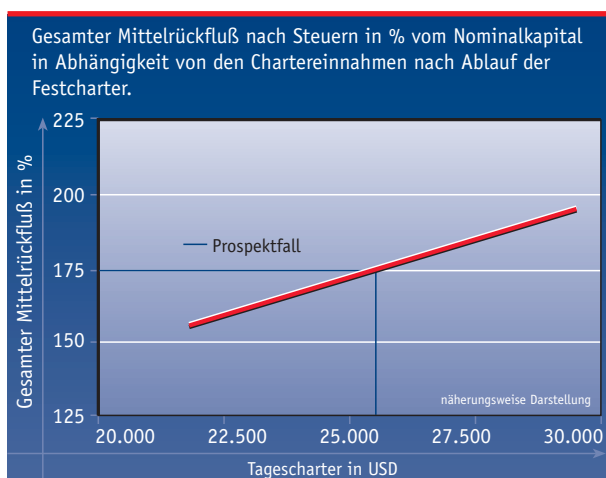 Gesamter Mittelrückfluß nach Steuern in % vom Nominalkapital
in Abhängigkeit von den Chartereinnahmen nach Ablauf der
Festcharter.
Gesamter Mittelrückfluß in %
225
200
175
150
125
Prospektfall
näherungsweise Darstellung
20.000 22.500 25.000 27.500 30.000
Tagescharter in USD